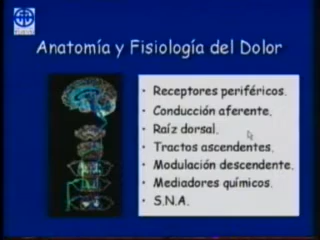 Anatomía y Fisiología del Dolor
• Receptores periféricos.
• Conducción aferente.
• Raíz dorsal.
• Tractos ascendentes.
• Modulación descendente.
• Mediadores químicos.
• S.N.A.